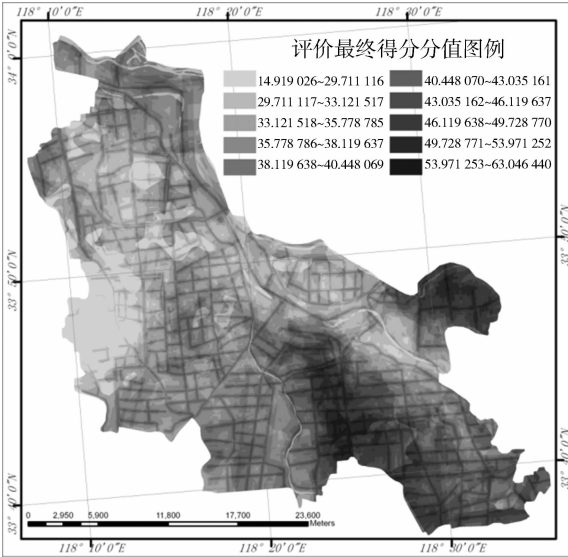 118° 10′0″E
118° 20′0″E
118° 30′0″E
34° 0′0″N
评价最终得分分值图例
14.919 026~29.711 116
29.711 117~33.121 517
33.121 518~35.778 785
35.778 786~38.119 637
38.119 638~40.448 069
40.448 070~43.035 161
43.035 162~46.119 637
46.119 638~49.728 770
49.728 771~53.971 252
53.971 253~63.046 440
33° 50′0″N
33° 40′0″N
33° 40′0″N
0 2,950 5,900 11,800 17,700 23,600
Meters
118° 10′0″E
118° 20′0″E
118° 30′0″E